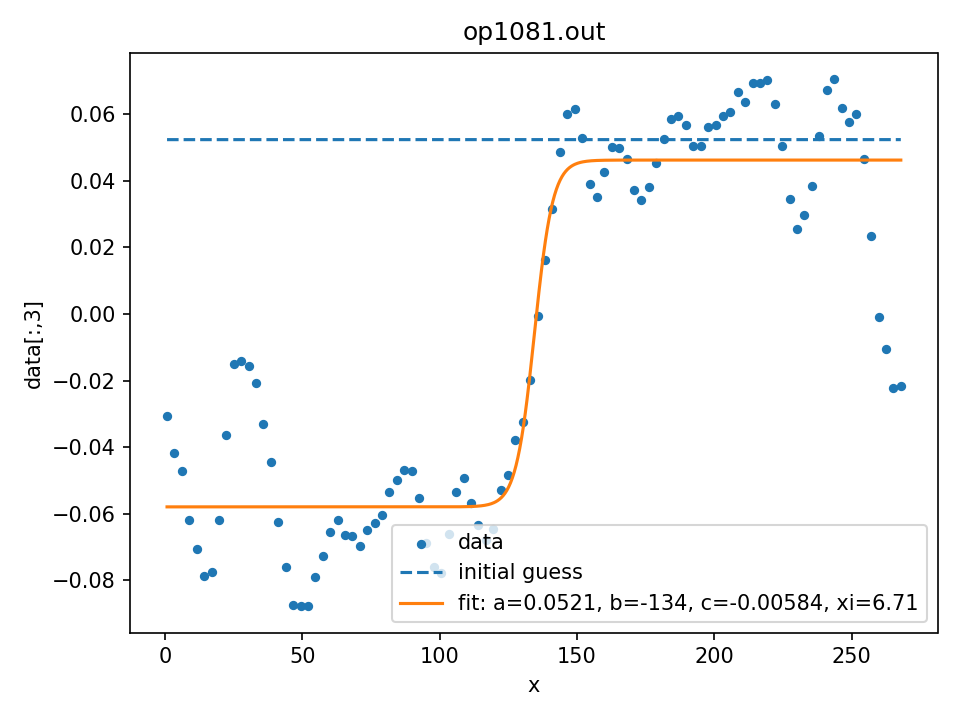 op1081.out
data[:,3]
0.06
0.04
0.02
0.00
−0.02
−0.04
−0.06
−0.08
data
initial guess
fit: a=0.0521, b=-134, c=-0.00584, xi=6.71
0 50 100 150 200 250
x